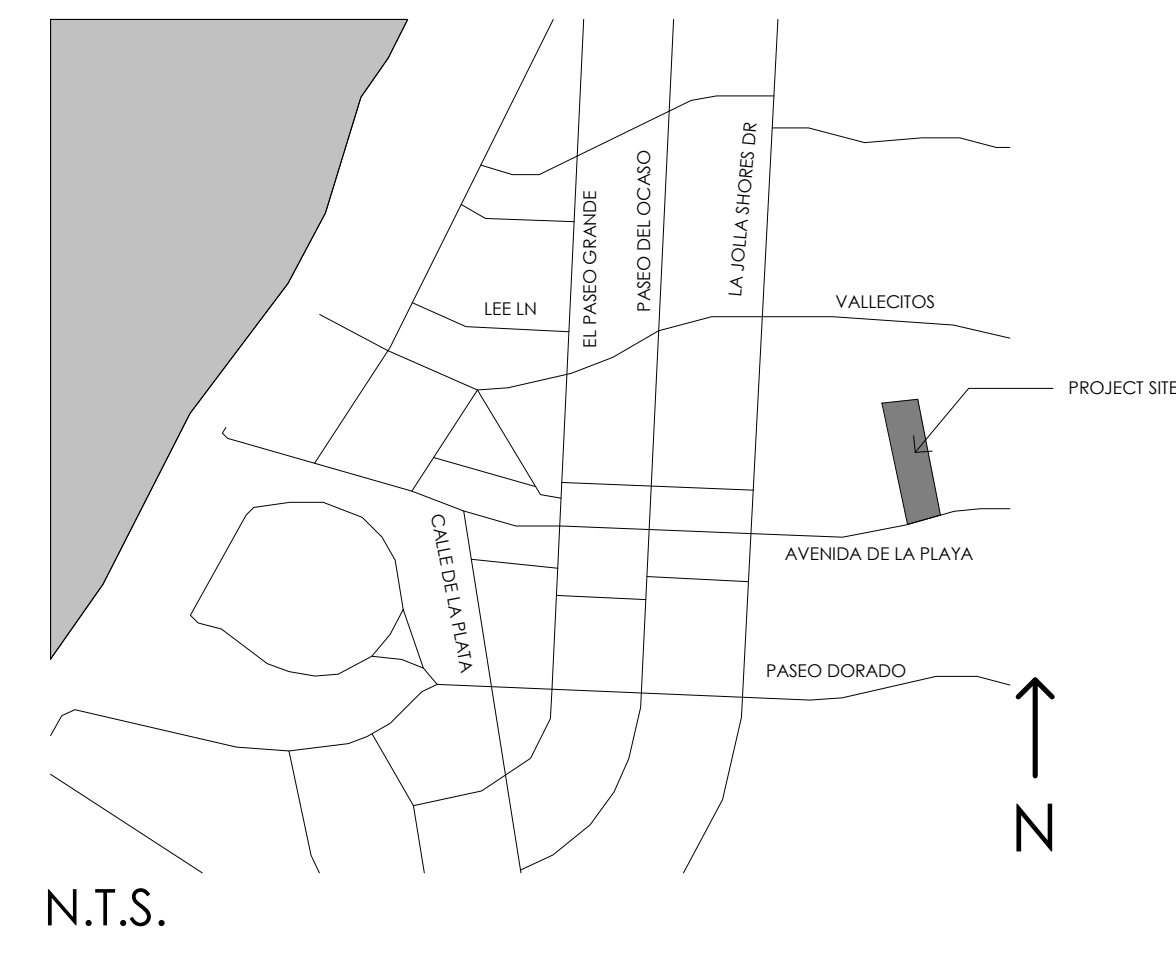 LA JOLLA SHORES DR
PASEO DEL OCASO
EL PASEO GRANDE
LEE LN
VALLECITOS
PROJECT SITE
CALLE DE LA PLATA
AVENIDA DE LA PLAYA
PASEO DORADO
N
N.T.S.